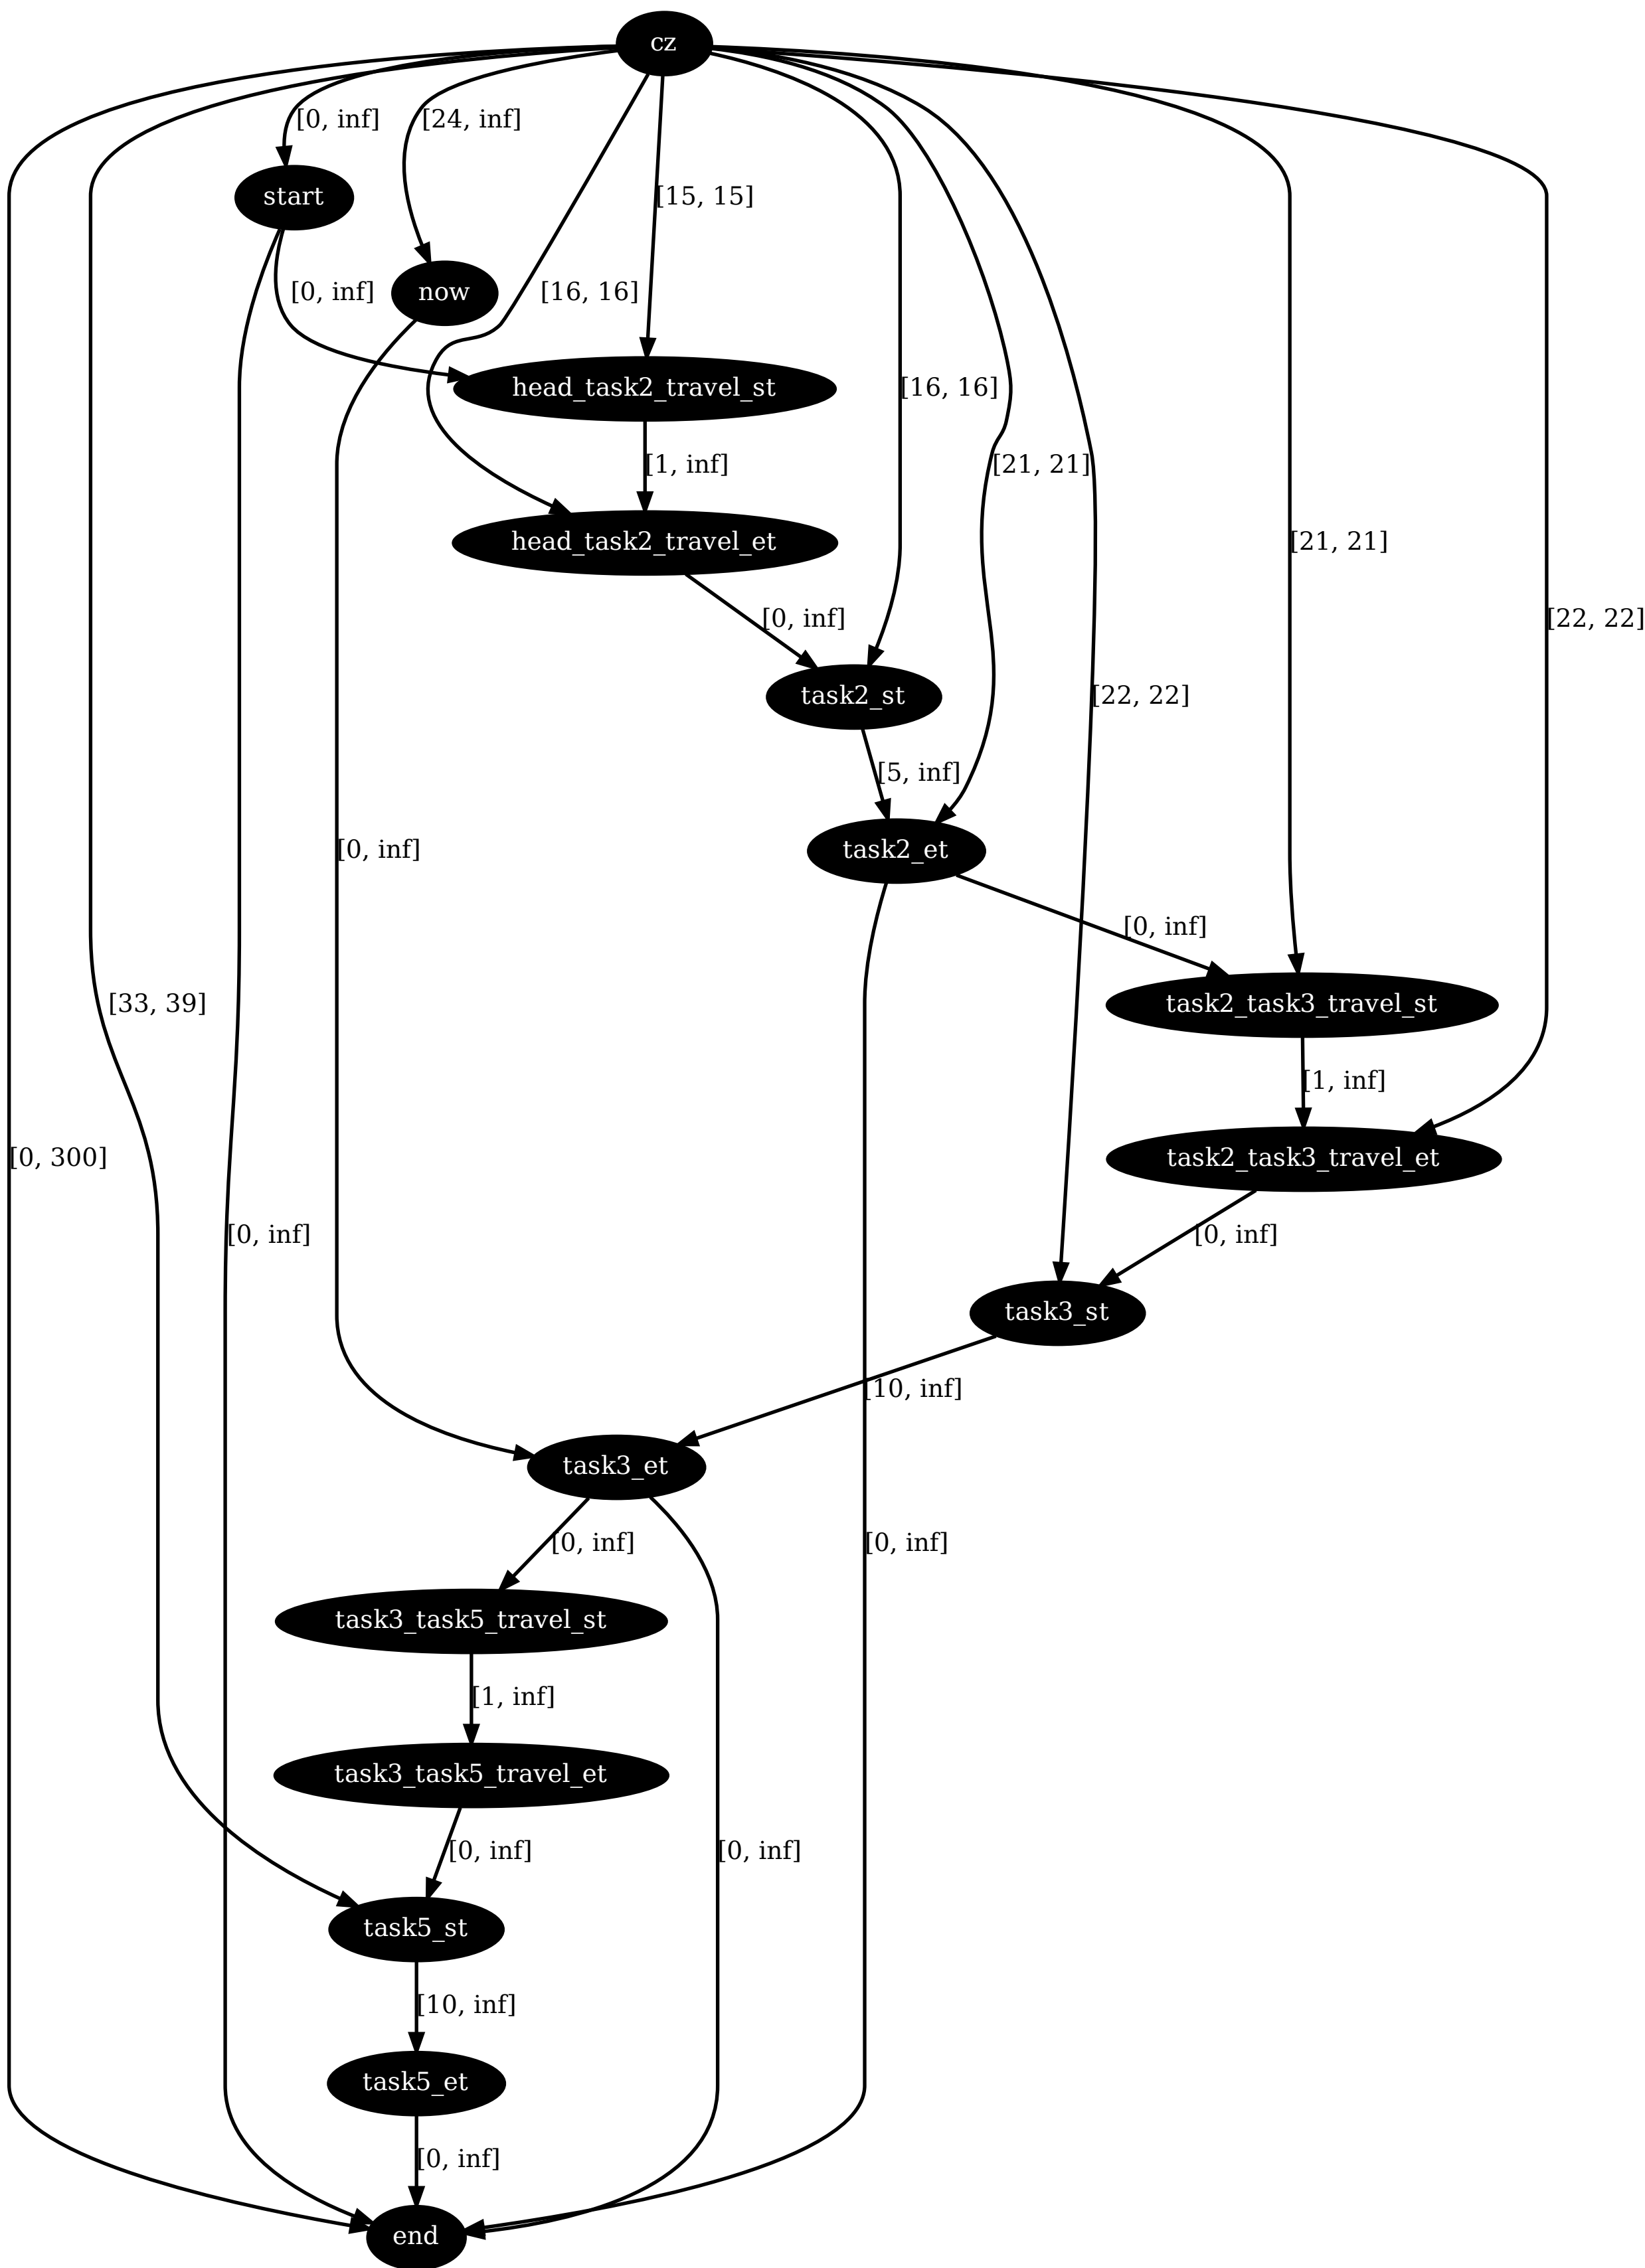 cz
[0, inf]
[24, inf]
start
[15, 15]
now
[0, inf]
[16, 16]
head_task2_travel_st
[16, 16]
[1, inf]
[21, 21]
head_task2_travel_et
[21, 21]
[0, inf]
[22, 22]
task2_st
[22, 22]
[5, inf]
[0, inf]
task2_et
[0, inf]
[33, 39]
task2_task3_travel_st
[1, inf]
[0, 300]
task2_task3_travel_et
[0, inf]
[0, inf]
task3_st
[10, inf]
task3_et
[0, inf]
[0, inf]
task3_task5_travel_st
[1, inf]
task3_task5_travel_et
[0, inf]
[0, inf]
task5_st
[10, inf]
task5_et
[0, inf]
end